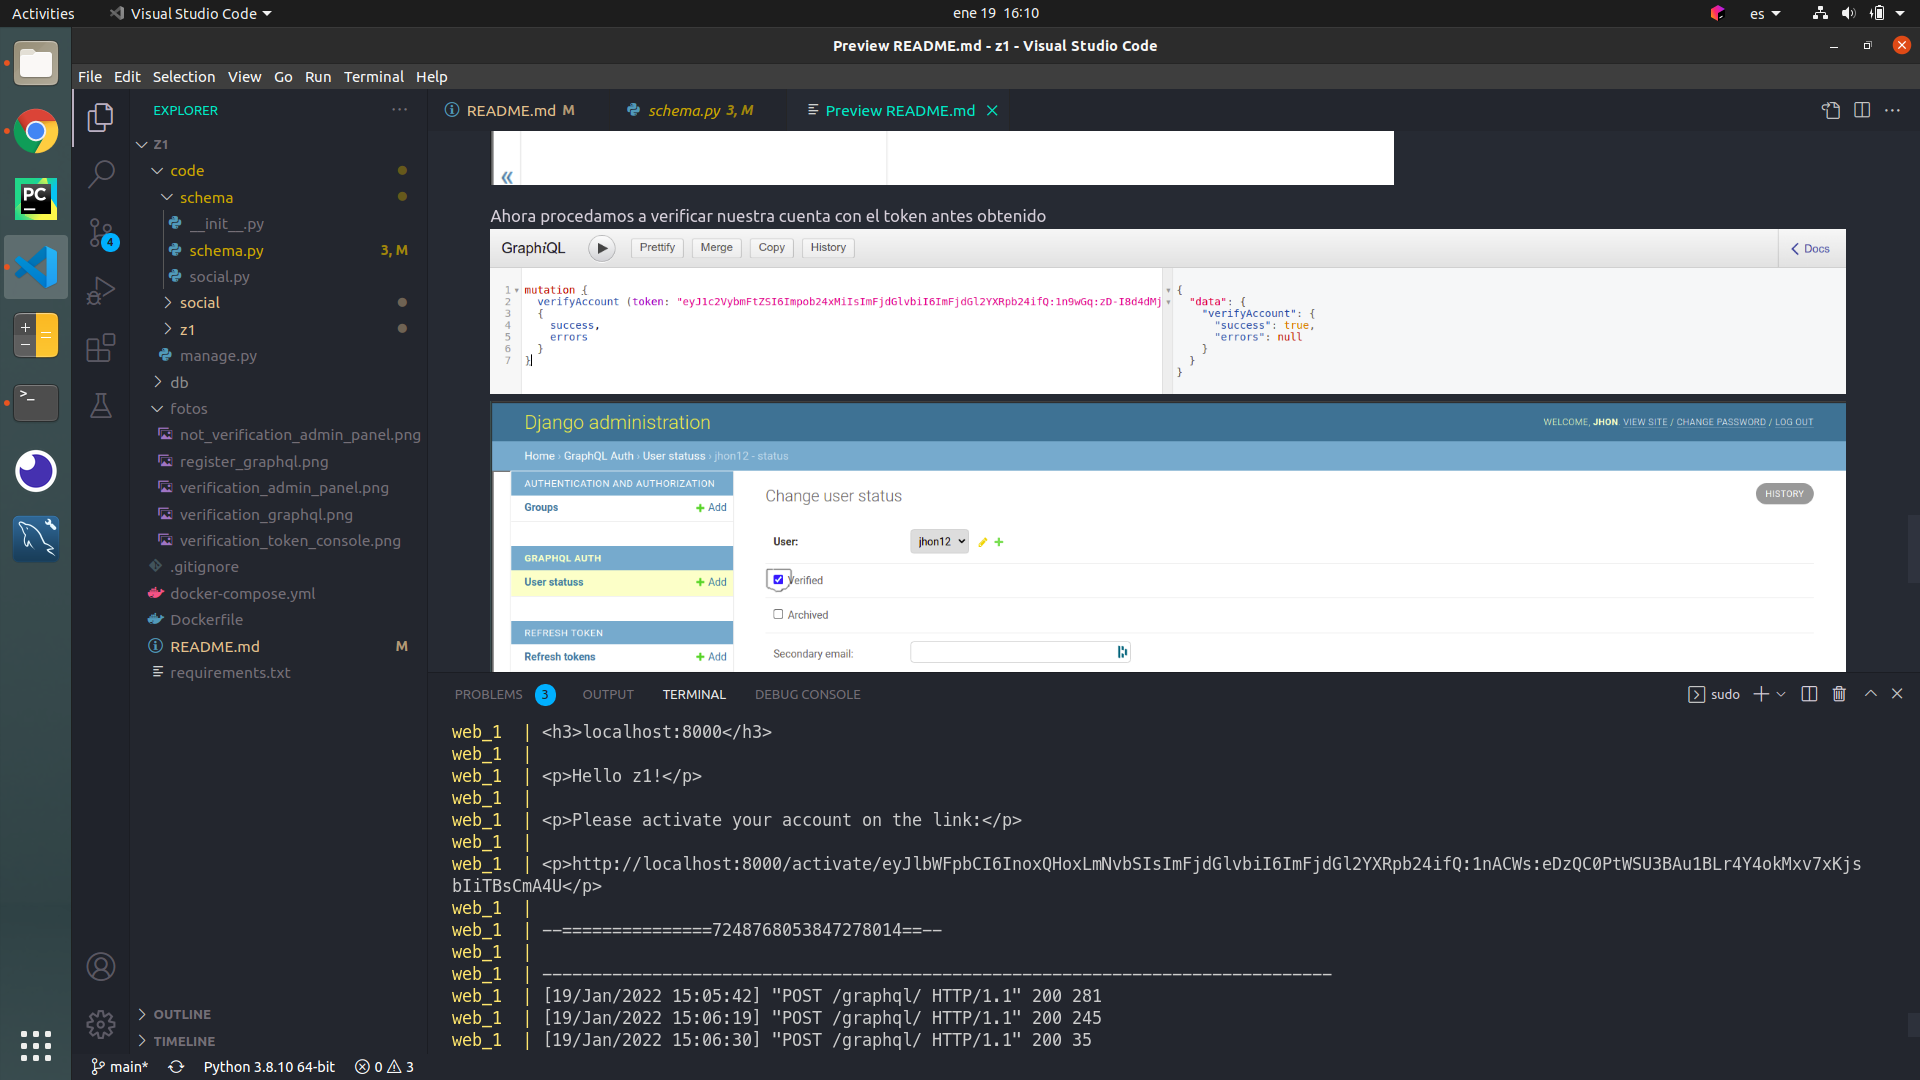 Activities
Visual Studio Code
ene 19 16:10
es
Preview README.md - z1 - Visual Studio Code
File Edit Selection View Go Run Terminal Help
EXPLORER
Z1
code
schema
__init__.py
schema.py 3, M
social.py
social
z1
manage.py
db
fotos
not_verification_admin_panel.png
register_graphql.png
verification_admin_panel.png
verification_graphql.png
verification_token_console.png
.gitignore
docker-compose.yml
Dockerfile
README.md M
requirements.txt
OUTLINE
TIMELINE
4
PC
README.md M
schema.py 3, M
Preview README.md
«
Ahora procedamos a verificar nuestra cuenta con el token antes obtenido
GraphiQL
Prettify
Merge
Copy
History
Docs
1 mutation {
2 verifyAccount (token: "eyJ1c2VybmFtZSI6Impob24xMiIsImFjdGlvbiI6ImFjdGl2YXRpb24ifQ:1n9wGq:zD-I8d4dMj
3 {
4 success,
5 errors
6 }
7 }
{
"data": {
"verifyAccount": {
"success": true,
"errors": null
}
}
}
Django administration
WELCOME, JHON. VIEW SITE / CHANGE PASSWORD / LOG OUT
Home › GraphQL Auth › User statuss › jhon12 - status
AUTHENTICATION AND AUTHORIZATION
Groups + Add
GRAPHQL AUTH
User statuss + Add
REFRESH TOKEN
Refresh tokens + Add
Change user status
HISTORY
User: jhon12
Verified
Archived
Secondary email:
PROBLEMS 3 OUTPUT TERMINAL DEBUG CONSOLE
sudo
web_1 | <h3>localhost:8000</h3>
web_1 |
web_1 | <p>Hello z1!</p>
web_1 |
web_1 | <p>Please activate your account on the link:</p>
web_1 |
web_1 | <p>http://localhost:8000/activate/eyJlbWFpbCI6InoxQHoxLmNvbSIsImFjdGlvbiI6ImFjdGl2YXRpb24ifQ:1nACWs:eDzQC0PtWSU3BAu1BLr4Y4okMxv7xKjs
bIiTBsCmA4U</p>
web_1 |
web_1 | --===============7248768053847278014==--
web_1 |
web_1 | -------------------------------------------------------------------------------
web_1 | [19/Jan/2022 15:05:42] "POST /graphql/ HTTP/1.1" 200 281
web_1 | [19/Jan/2022 15:06:19] "POST /graphql/ HTTP/1.1" 200 245
web_1 | [19/Jan/2022 15:06:30] "POST /graphql/ HTTP/1.1" 200 35
main*
Python 3.8.10 64-bit
0
3